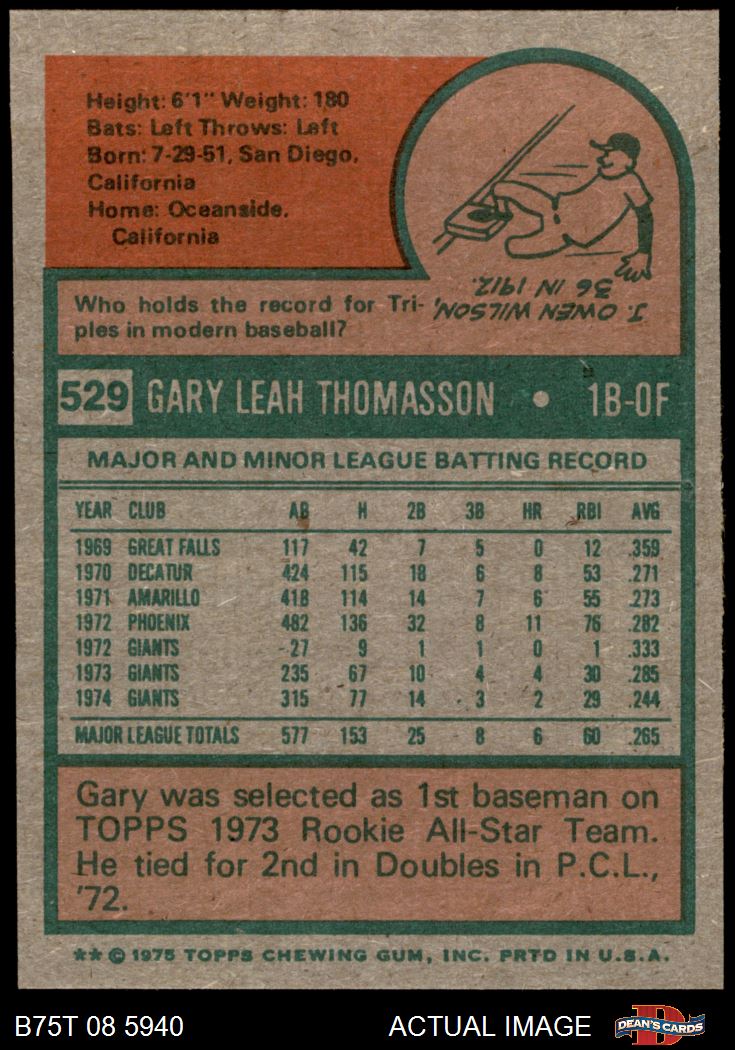 Height: 6'1" Weight: 180
Bats: Left Throws: Left
Born: 7-29-51, San Diego,
California
Home: Oceanside,
California
Who holds the record for Tri-
ples in modern baseball?
J. OWEN WILSON,
36 IN 1912.
529 GARY LEAH THOMASSON • 1B-OF
MAJOR AND MINOR LEAGUE BATTING RECORD
YEAR CLUB AB H 2B 3B HR RBI AVG
1969 GREAT FALLS 117 42 7 5 0 12 .359
1970 DECATUR 424 115 18 6 8 53 .271
1971 AMARILLO 418 114 14 7 6 55 .273
1972 PHOENIX 482 136 32 8 11 76 .282
1972 GIANTS 27 9 1 1 0 1 .333
1973 GIANTS 235 67 10 4 4 30 .285
1974 GIANTS 315 77 14 3 2 29 .244
MAJOR LEAGUE TOTALS 577 153 25 8 6 60 .265
Gary was selected as 1st baseman on
TOPPS 1973 Rookie All-Star Team.
He tied for 2nd in Doubles in P.C.L.,
'72.
** © 1975 TOPPS CHEWING GUM, INC. PRTD IN U.S.A.
B75T 08 5940 ACTUAL IMAGE DEAN'S CARDS